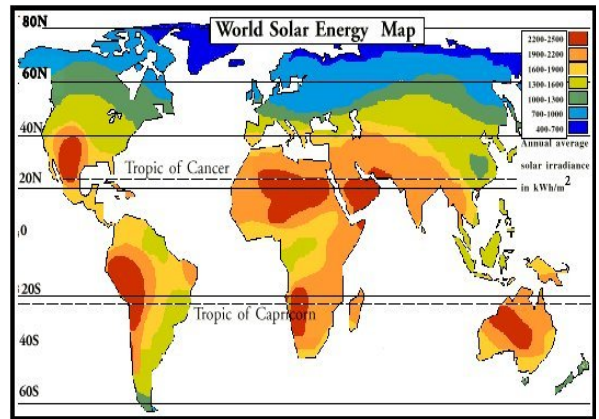 80N
World Solar Energy Map
60N
40N
Tropic of Cancer
20N
0
20S
Tropic of Capricorn
40S
60S
2200-2500
1900-2200
1600-1900
1300-1600
1000-1300
700-1000
400-700
Annual average
solar irradiance
in kWh/m2